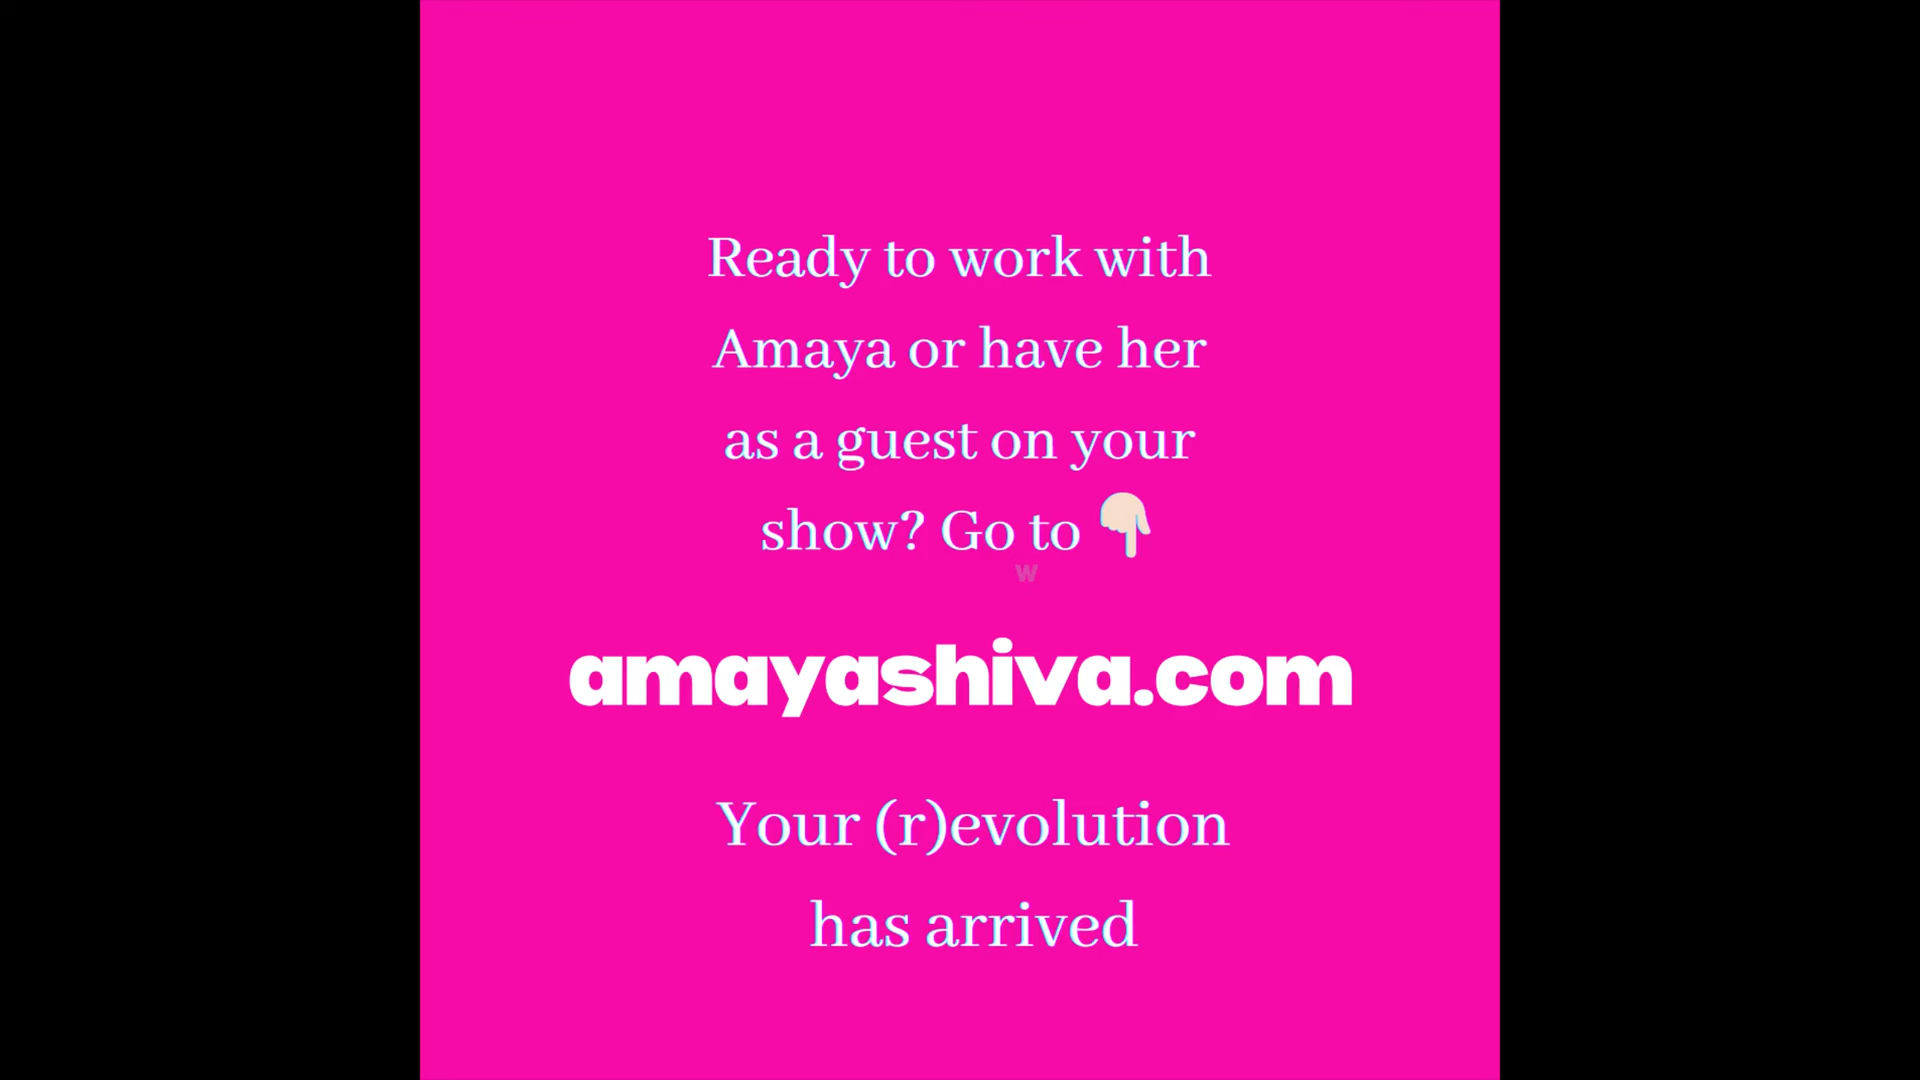 Ready to work with
Amaya or have her
as a guest on your
show? Go to 👇🏻
W
amayashiva.com
Your (r)evolution
has arrived